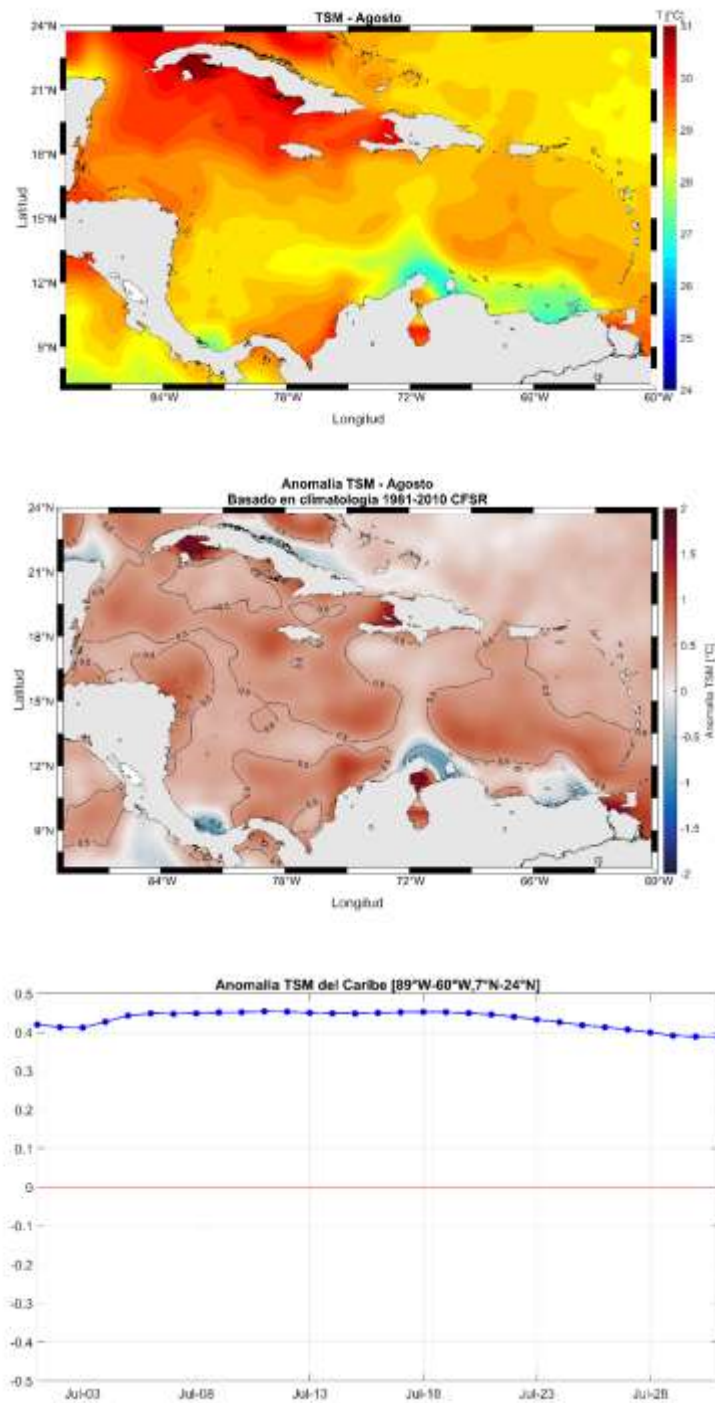 TSM - Agosto
T [°C]
24°N
21°N
18°N
15°N
12°N
9°N
Latitud
84°W
78°W
72°W
66°W
60°W
Longitud
31
30
29
28
27
26
25
24
Anomalia TSM - Agosto
Basado en climatología 1981-2010 CFSR
24°N
21°N
18°N
15°N
12°N
9°N
Latitud
84°W
78°W
72°W
66°W
60°W
Longitud
2
1.5
1
0.5
0
-0.5
-1
-1.5
-2
Anomalia TSM [°C]
Anomalia TSM del Caribe [89°W-60°W,7°N-24°N]
0.5
0.4
0.3
0.2
0.1
0
-0.1
-0.2
-0.3
-0.4
-0.5
Jul-03
Jul-08
Jul-13
Jul-18
Jul-23
Jul-28